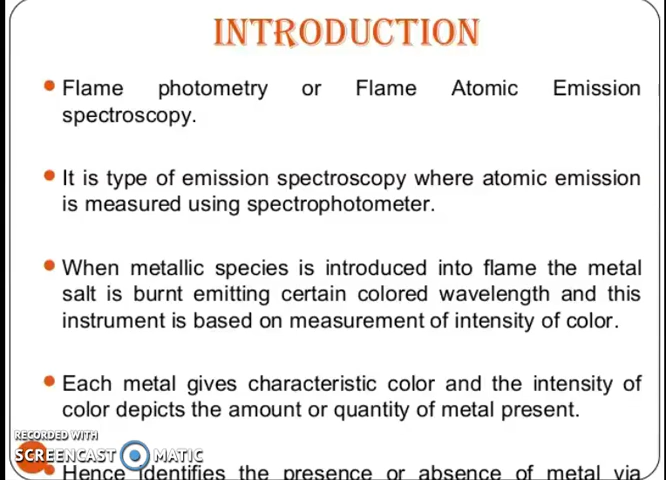 INTRODUCTION
Flame photometry or Flame Atomic Emission
spectroscopy.
It is type of emission spectroscopy where atomic emission
is measured using spectrophotometer.
When metallic species is introduced into flame the metal
salt is burnt emitting certain colored wavelength and this
instrument is based on measurement of intensity of color.
Each metal gives characteristic color and the intensity of
color depicts the amount or quantity of metal present.
RECORDED WITH
SCREENCAST MATIC
Hence identifies the presence or absence of metal via